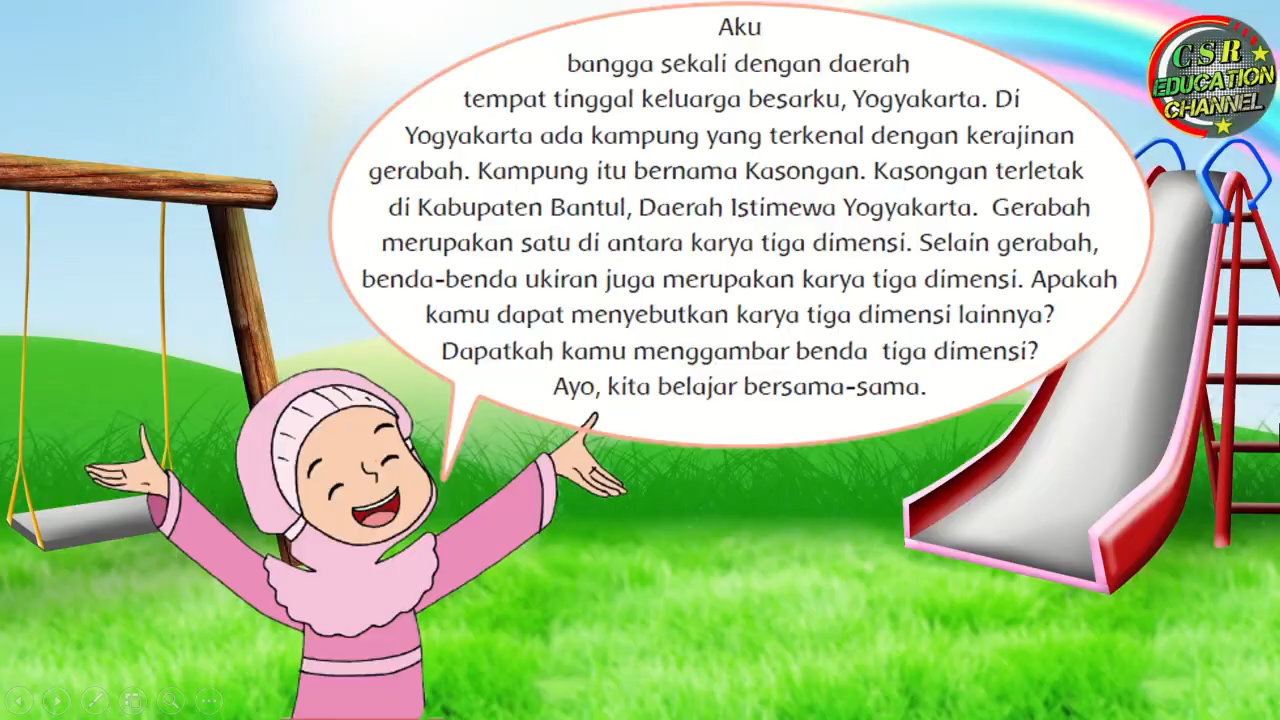 Aku
bangga sekali dengan daerah
tempat tinggal keluarga besarku, Yogyakarta. Di
Yogyakarta ada kampung yang terkenal dengan kerajinan
gerabah. Kampung itu bernama Kasongan. Kasongan terletak
di Kabupaten Bantul, Daerah Istimewa Yogyakarta. Gerabah
merupakan satu di antara karya tiga dimensi. Selain gerabah,
benda-benda ukiran juga merupakan karya tiga dimensi. Apakah
kamu dapat menyebutkan karya tiga dimensi lainnya?
Dapatkah kamu menggambar benda tiga dimensi?
Ayo, kita belajar bersama-sama.
CSR
EDUCATION
CHANNEL